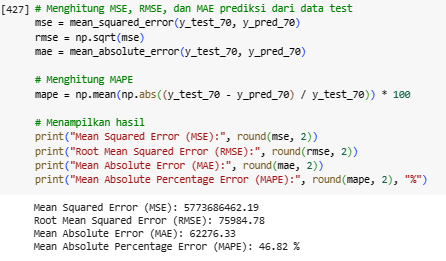 [427] # Menghitung MSE, RMSE, dan MAE prediksi dari data test
mse = mean_squared_error(y_test_70, y_pred_70)
rmse = np.sqrt(mse)
mae = mean_absolute_error(y_test_70, y_pred_70)
# Menghitung MAPE
mape = np.mean(np.abs((y_test_70 - y_pred_70) / y_test_70)) * 100
# Menampilkan hasil
print("Mean Squared Error (MSE):", round(mse, 2))
print("Root Mean Squared Error (RMSE):", round(rmse, 2))
print("Mean Absolute Error (MAE):", round(mae, 2))
print("Mean Absolute Percentage Error (MAPE):", round(mape, 2), "%")
Mean Squared Error (MSE): 5773686462.19
Root Mean Squared Error (RMSE): 75984.78
Mean Absolute Error (MAE): 62276.33
Mean Absolute Percentage Error (MAPE): 46.82 %